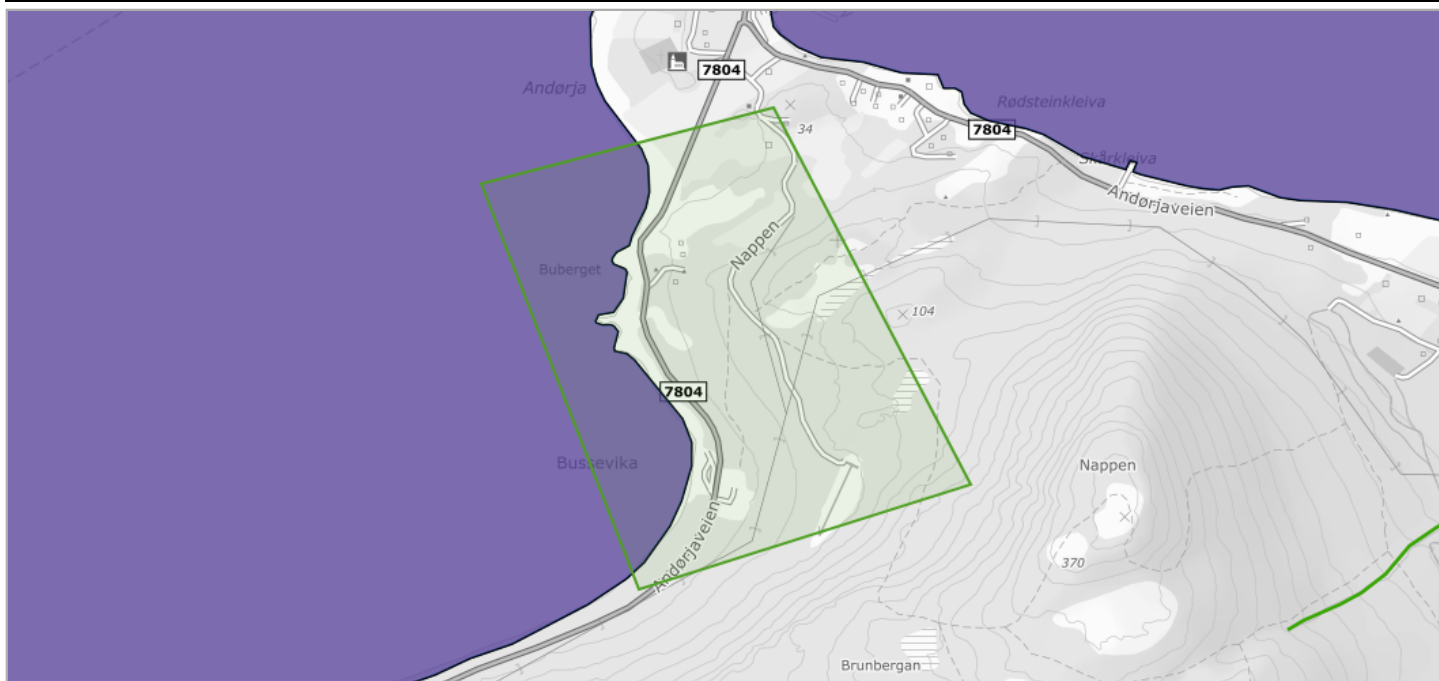 7804
Andørja
Rødsteinkleiva
34
7804
Skårkleiva
Andørjaveien
Nappen
Buberget
104
7804
Bussevika
Nappen
Andørjaveien
370
Brunbergan